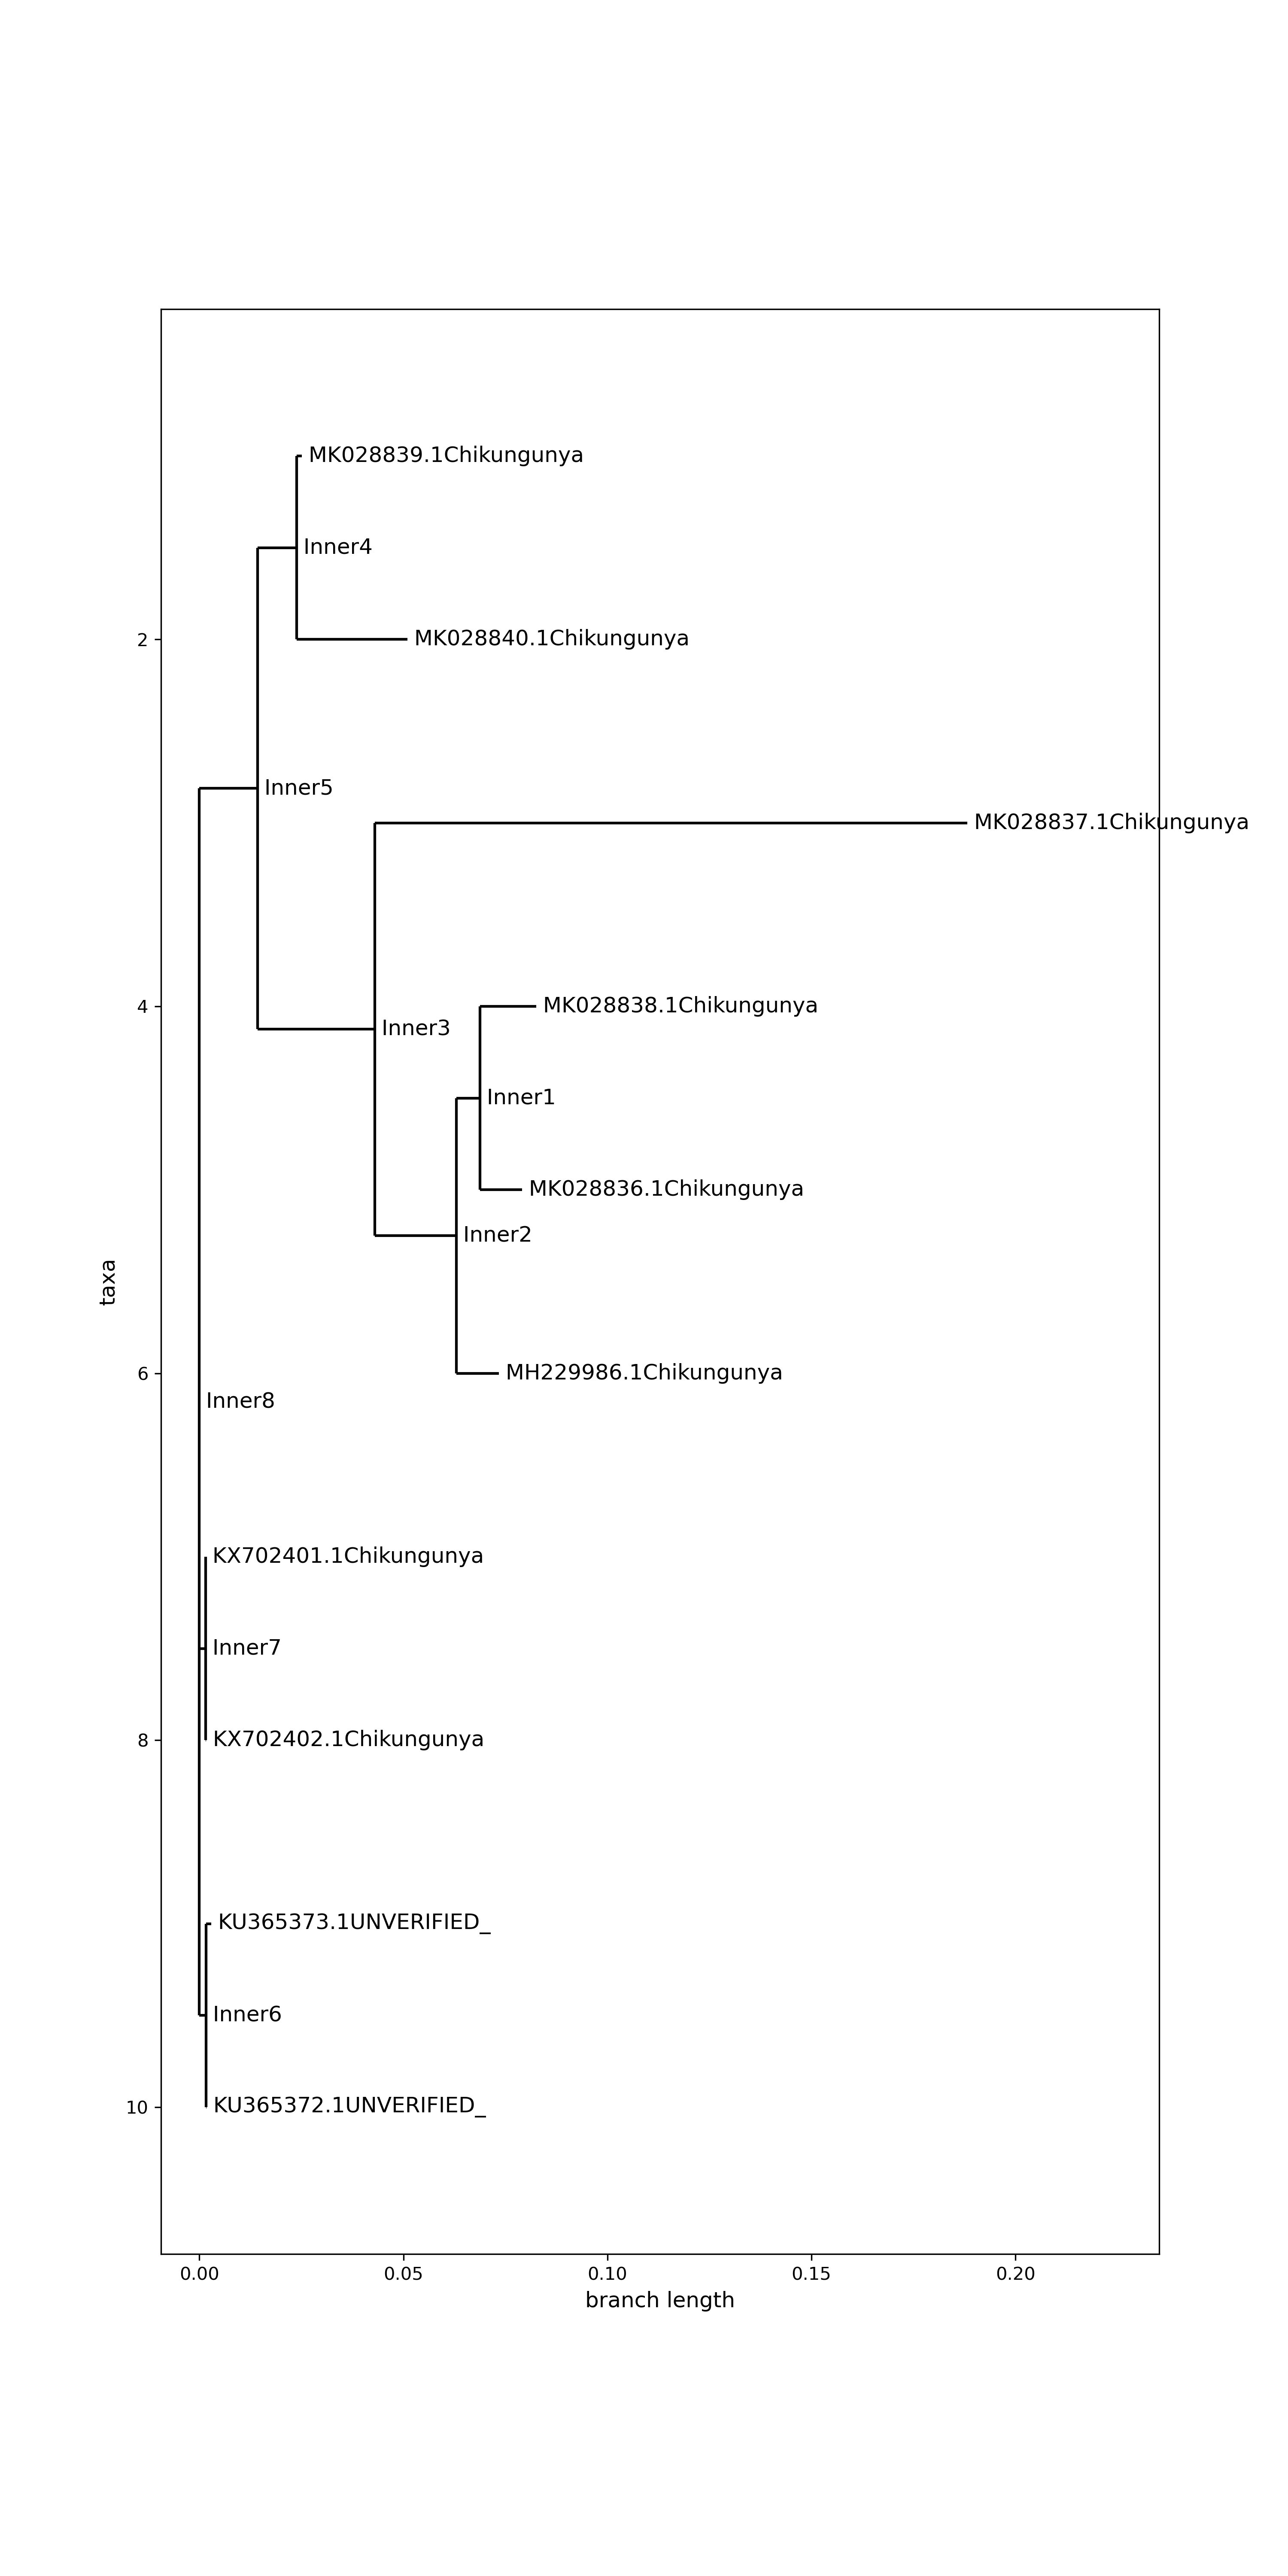 MK028839.1Chikungunya
Inner4
2
MK028840.1Chikungunya
Inner5
MK028837.1Chikungunya
4
MK028838.1Chikungunya
Inner3
Inner1
MK028836.1Chikungunya
Inner2
taxa
6
MH229986.1Chikungunya
Inner8
KX702401.1Chikungunya
Inner7
8
KX702402.1Chikungunya
KU365373.1UNVERIFIED_
Inner6
10
KU365372.1UNVERIFIED_
0.00 0.05 0.10 0.15 0.20
branch length